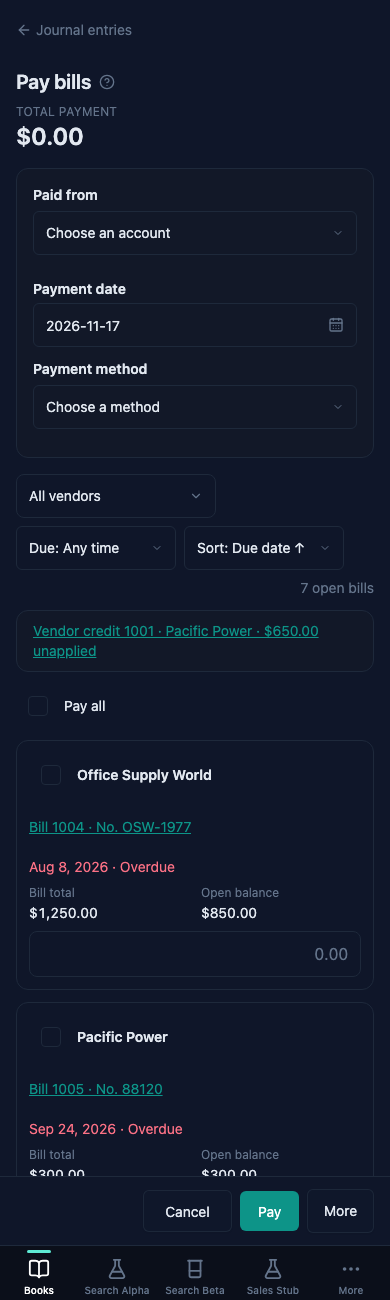 Journal entries
Pay bills
TOTAL PAYMENT
$0.00
Paid from
Choose an account
Payment date
2026-11-17
Payment method
Choose a method
All vendors
Due: Any time
Sort: Due date ↑
7 open bills
Vendor credit 1001 · Pacific Power · $650.00
unapplied
Pay all
Office Supply World
Bill 1004 · No. OSW-1977
Aug 8, 2026 · Overdue
Bill total Open balance
$1,250.00 $850.00
0.00
Pacific Power
Bill 1005 · No. 88120
Sep 24, 2026 · Overdue
Bill total Open balance
$300.00 $300.00
Cancel Pay More
Books Search Alpha Search Beta Sales Stub More